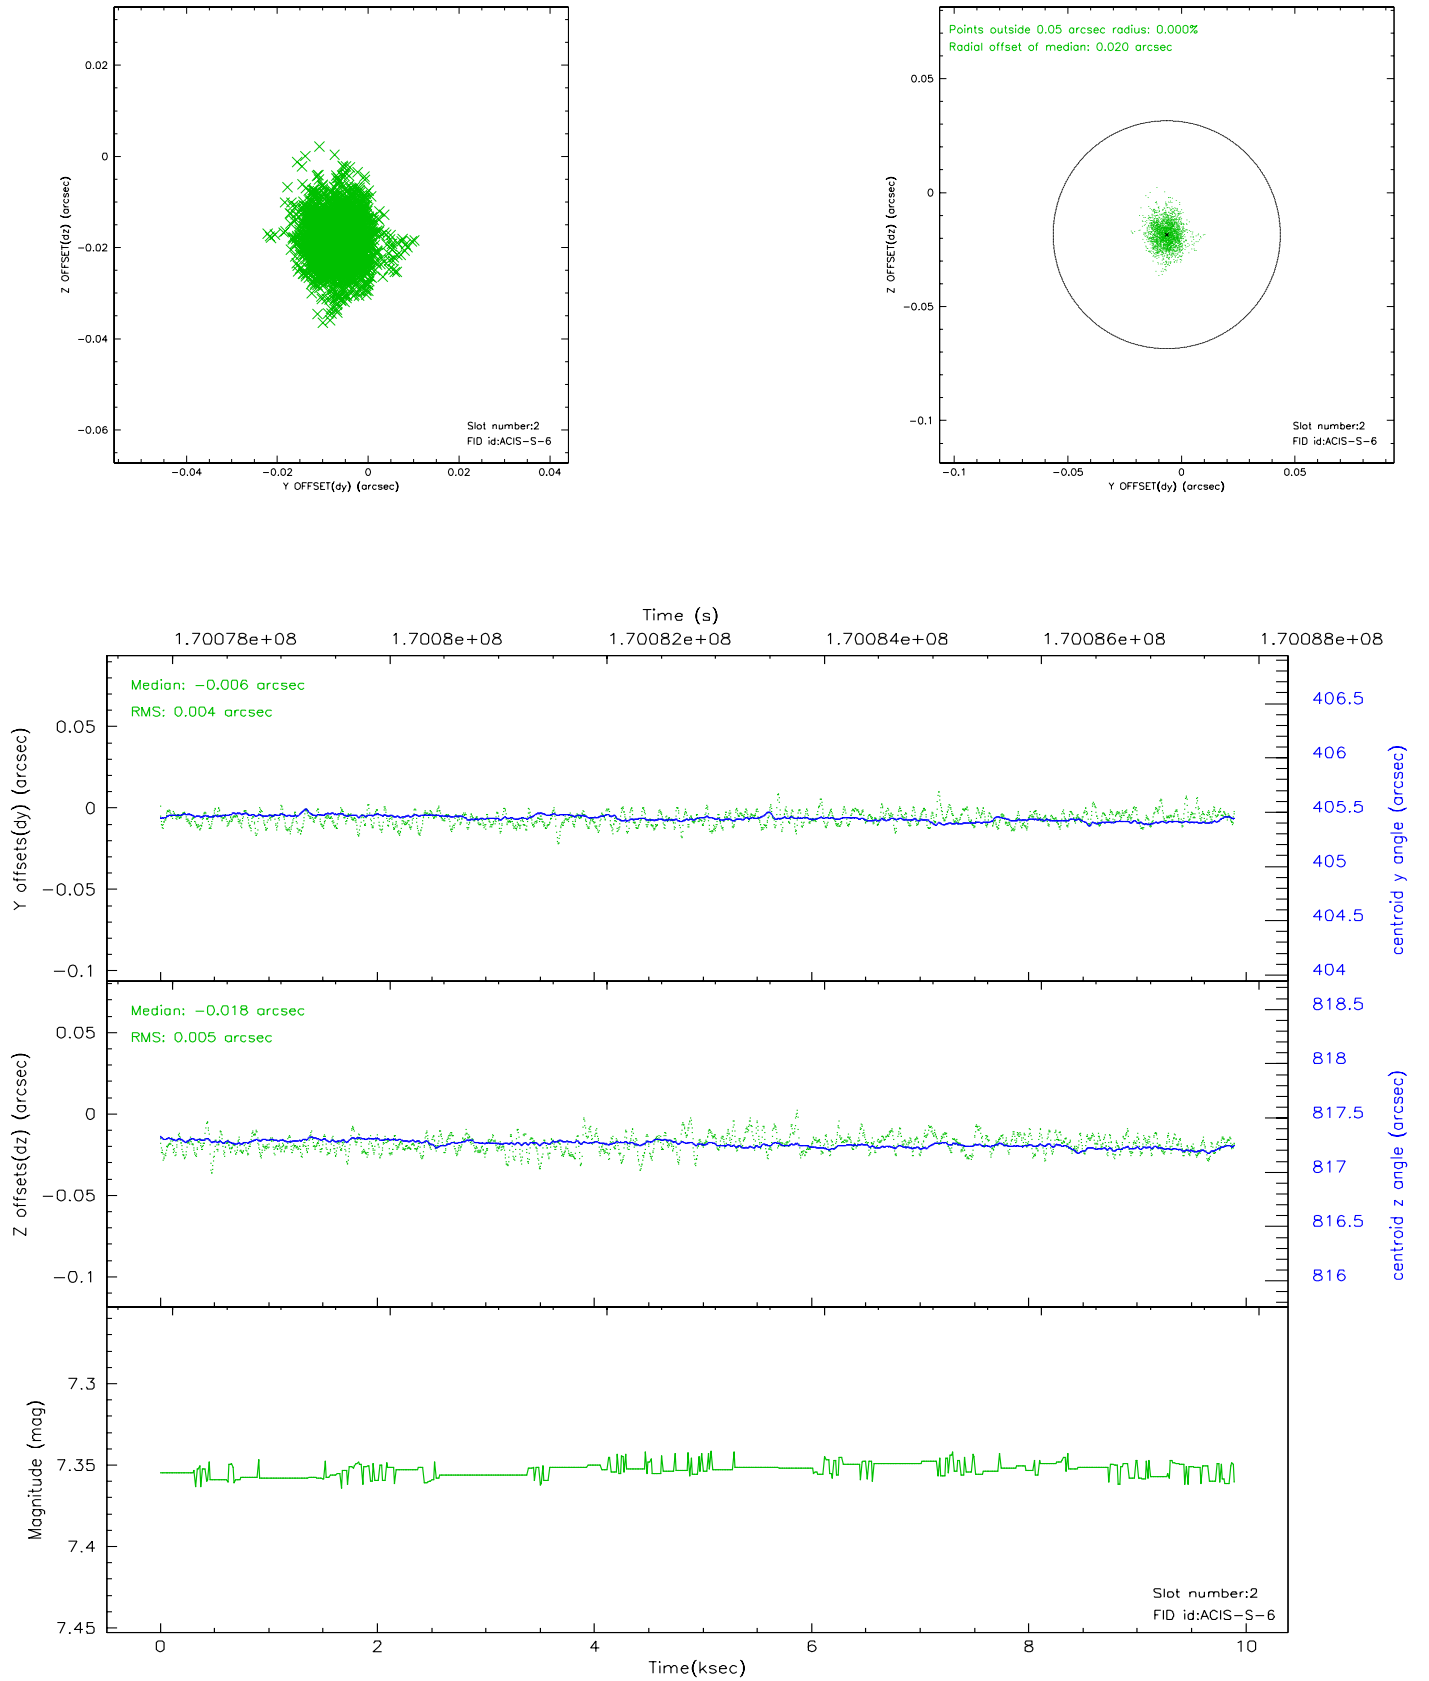 0.02
0
−0.02
−0.04
−0.06
Z OFFSET(dz) (arcsec)
Slot number:2
FID id:ACIS−S−6
−0.04
−0.02
0
0.02
0.04
Y OFFSET(dy) (arcsec)
Points outside 0.05 arcsec radius: 0.000%
Radial offset of median: 0.020 arcsec
0.05
0
−0.05
−0.1
Z OFFSET(dz) (arcsec)
Slot number:2
FID id:ACIS−S−6
−0.1
−0.05
0
0.05
Y OFFSET(dy) (arcsec)
Time (s)
1.70078e+08
1.7008e+08
1.70082e+08
1.70084e+08
1.70086e+08
1.70088e+08
Median: −0.006 arcsec
RMS: 0.004 arcsec
0.05
0
−0.05
−0.1
Y offsets(dy) (arcsec)
406.5
406
405.5
405
404.5
404
centroid y angle (arcsec)
Median: −0.018 arcsec
RMS: 0.005 arcsec
0.05
0
−0.05
−0.1
Z offsets(dz) (arcsec)
818.5
818
817.5
817
816.5
816
centroid z angle (arcsec)
7.3
7.35
7.4
7.45
Magnitude (mag)
Slot number:2
FID id:ACIS−S−6
0
2
4
6
8
10
Time(ksec)